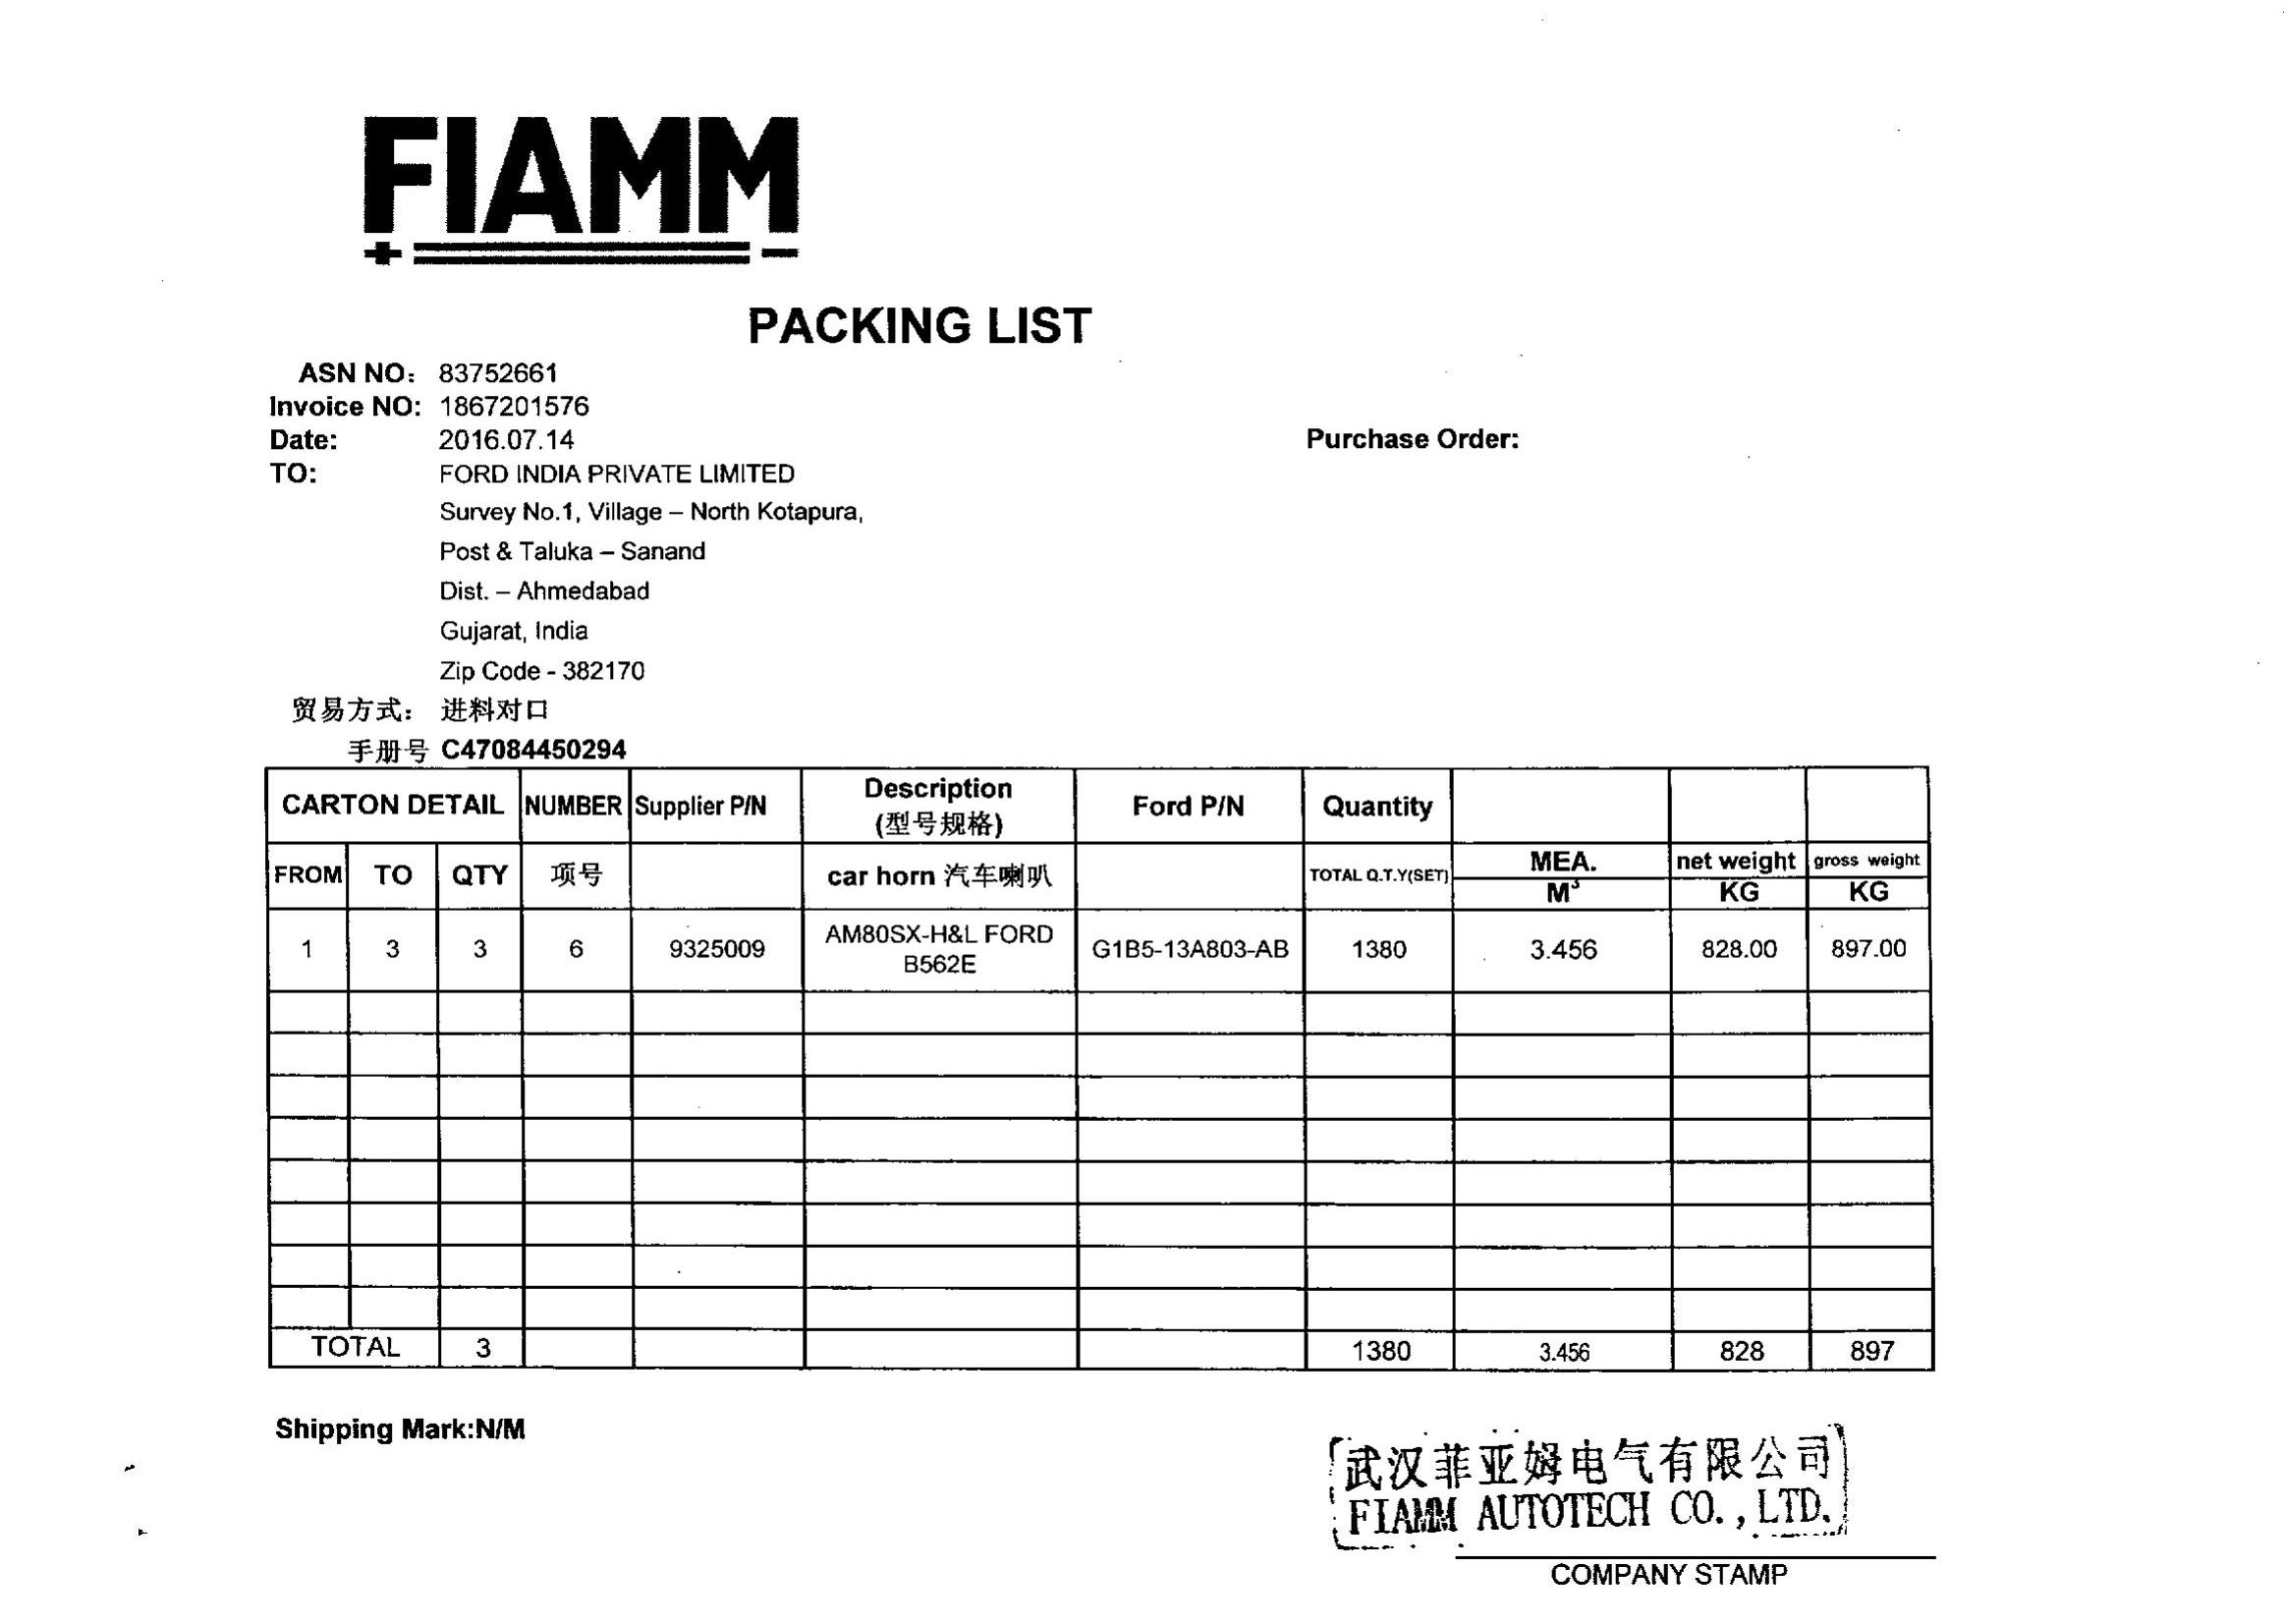 FIAMM
PACKING LIST
ASN NO: 83752661
Invoice NO: 1867201576
Date: 2016.07.14
Purchase Order:
TO: FORD INDIA PRIVATE LIMITED
Survey No.1, Village – North Kotapura,
Post & Taluka – Sanand
Dist. – Ahmedabad
Gujarat, India
Zip Code - 382170
贸易方式： 进料对口
手册号 C47084450294
CARTON DETAIL NUMBER Supplier P/N Description (型号规格) Ford P/N Quantity
FROM TO QTY 项号 car horn 汽车喇叭 TOTAL Q.T.Y(SET) MEA. M³ net weight KG gross weight KG
1 3 3 6 9325009 AM80SX-H&L FORD B562E G1B5-13A803-AB 1380 3.456 828.00 897.00
TOTAL 3 1380 3.456 828 897
Shipping Mark:N/M
武汉菲亚姆电气有限公司
FIAMM AUTOTECH CO.,LTD.
COMPANY STAMP